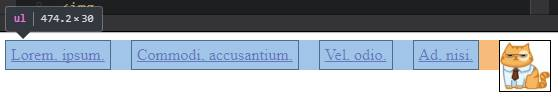 ul 474.2×30
Lorem, ipsum. Commodi, accusantium. Vel, odio. Ad, nisi.